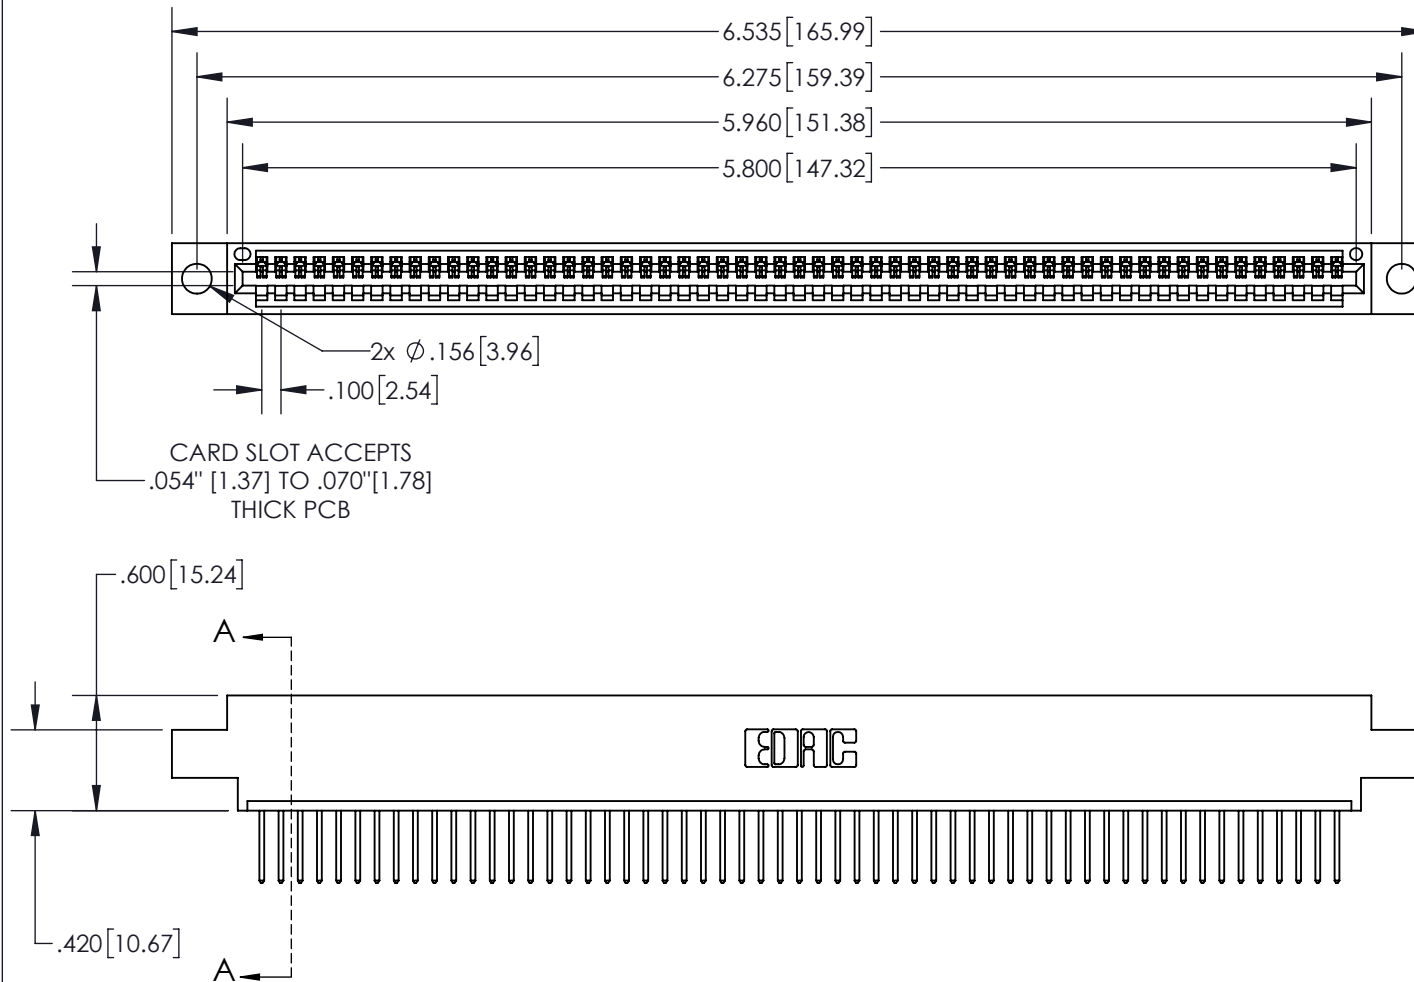 6.535[165.99]
6.275[159.39]
5.960[151.38]
5.800[147.32]
2x Ø.156[3.96]
.100[2.54]
CARD SLOT ACCEPTS
.054" [1.37] TO .070"[1.78]
THICK PCB
.600[15.24]
A
EDAC
.420[10.67]
A